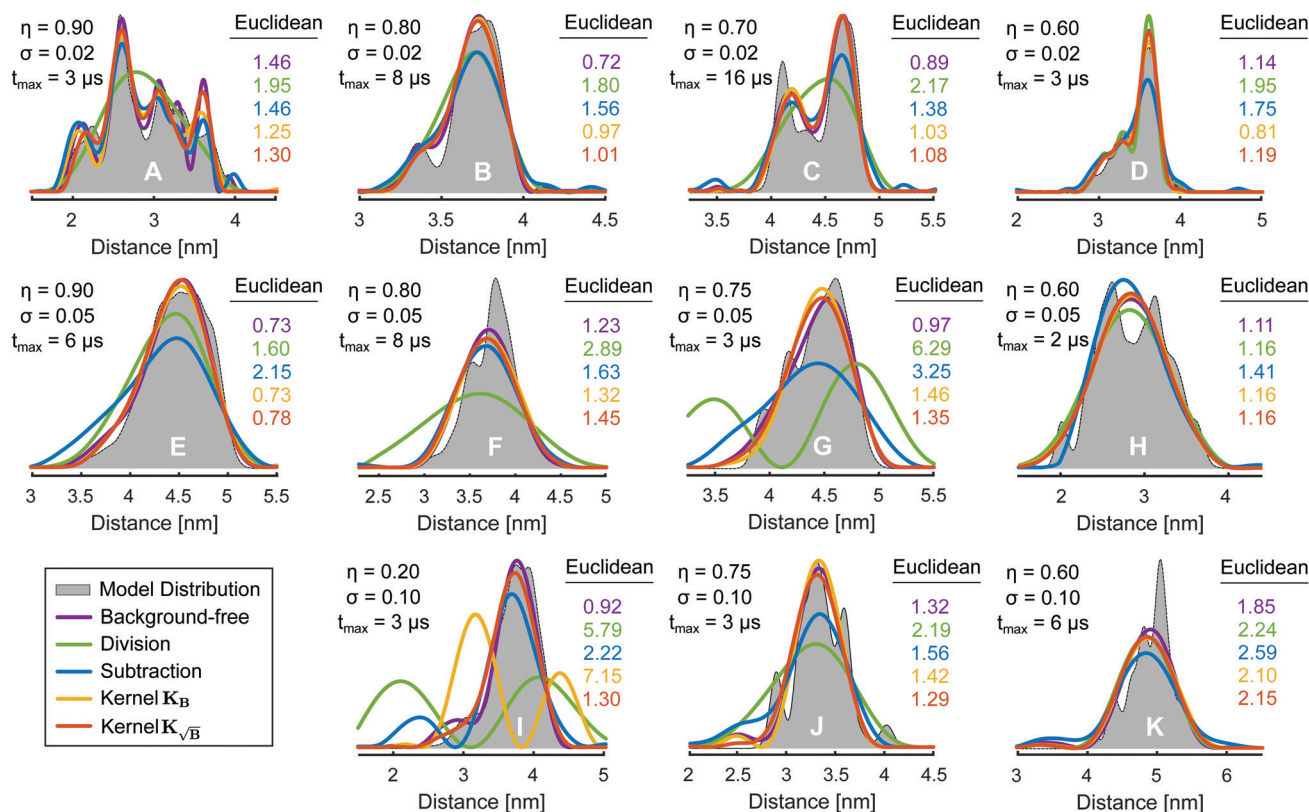 η = 0.90
σ = 0.02
t_max = 3 µs
Euclidean
1.46
1.95
1.46
1.25
1.30
A
2 3 4
Distance [nm]
η = 0.80
σ = 0.02
t_max = 8 µs
Euclidean
0.72
1.80
1.56
0.97
1.01
B
3 3.5 4 4.5
Distance [nm]
η = 0.70
σ = 0.02
t_max = 16 µs
Euclidean
0.89
2.17
1.38
1.03
1.08
C
3.5 4 4.5 5 5.5
Distance [nm]
η = 0.60
σ = 0.02
t_max = 3 µs
Euclidean
1.14
1.95
1.75
0.81
1.19
D
2 3 4 5
Distance [nm]
η = 0.90
σ = 0.05
t_max = 6 µs
Euclidean
0.73
1.60
2.15
0.73
0.78
E
3 3.5 4 4.5 5 5.5
Distance [nm]
η = 0.80
σ = 0.05
t_max = 8 µs
Euclidean
1.23
2.89
1.63
1.32
1.45
F
2.5 3 3.5 4 4.5 5
Distance [nm]
η = 0.75
σ = 0.05
t_max = 3 µs
Euclidean
0.97
6.29
3.25
1.46
1.35
G
3.5 4 4.5 5 5.5
Distance [nm]
η = 0.60
σ = 0.05
t_max = 2 µs
Euclidean
1.11
1.16
1.41
1.16
1.16
H
2 3 4
Distance [nm]
Model Distribution
Background-free
Division
Subtraction
Kernel K_B
Kernel K_√B
η = 0.20
σ = 0.10
t_max = 3 µs
Euclidean
0.92
5.79
2.22
7.15
1.30
I
2 3 4 5
Distance [nm]
η = 0.75
σ = 0.10
t_max = 3 µs
Euclidean
1.32
2.19
1.56
1.42
1.29
J
2 2.5 3 3.5 4 4.5
Distance [nm]
η = 0.60
σ = 0.10
t_max = 6 µs
Euclidean
1.85
2.24
2.59
2.10
2.15
K
3 4 5 6
Distance [nm]